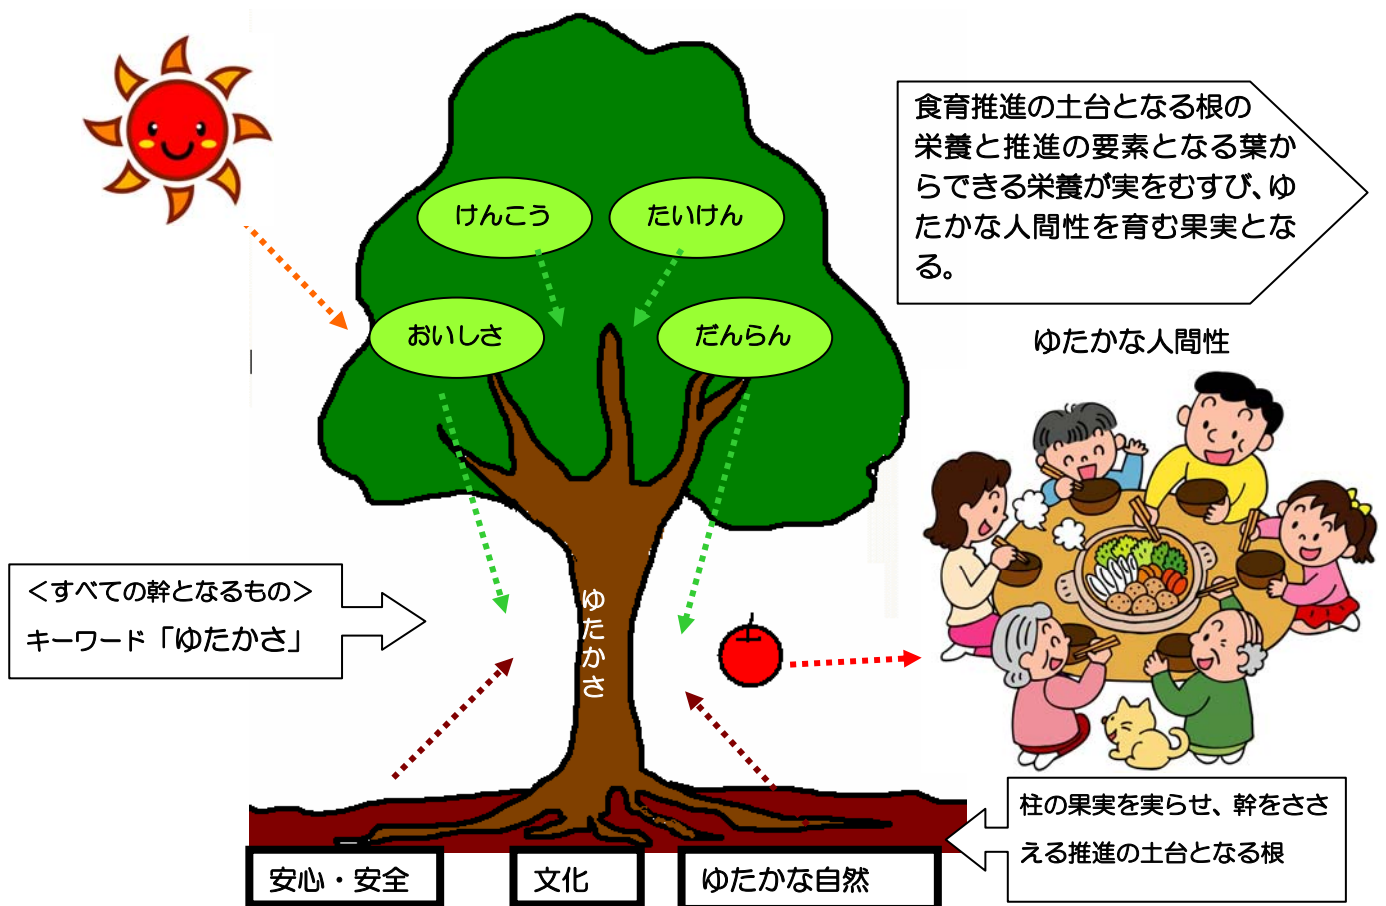 食育推進の土台となる根の
栄養と推進の要素となる葉か
らできる栄養が実をむすび、ゆ
たかな人間性を育む果実とな
る。
けんこう
たいけん
おいしさ
だんらん
ゆたかな人間性
＜すべての幹となるもの＞
キーワード「ゆたかさ」
ゆたかさ
柱の果実を実らせ、幹をささ
える推進の土台となる根
安心・安全
文化
ゆたかな自然